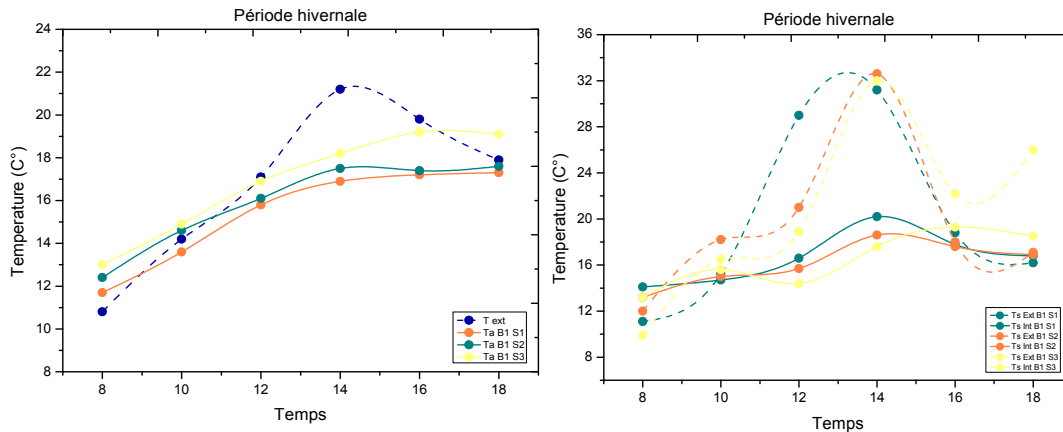 Période hivernale
24
22
20
18
16
14
12
10
8
Temperature (C°)
8 10 12 14 16 18
Temps
T ext
Ta B1 S1
Ta B1 S2
Ta B1 S3
Période hivernale
36
32
28
24
20
16
12
8
Temperature (C°)
8 10 12 14 16 18
Temps
Ts Ext B1 S1
Ts Int B1 S1
Ts Ext B1 S2
Ts Int B1 S2
Ts Ext B1 S3
Ts Int B1 S3